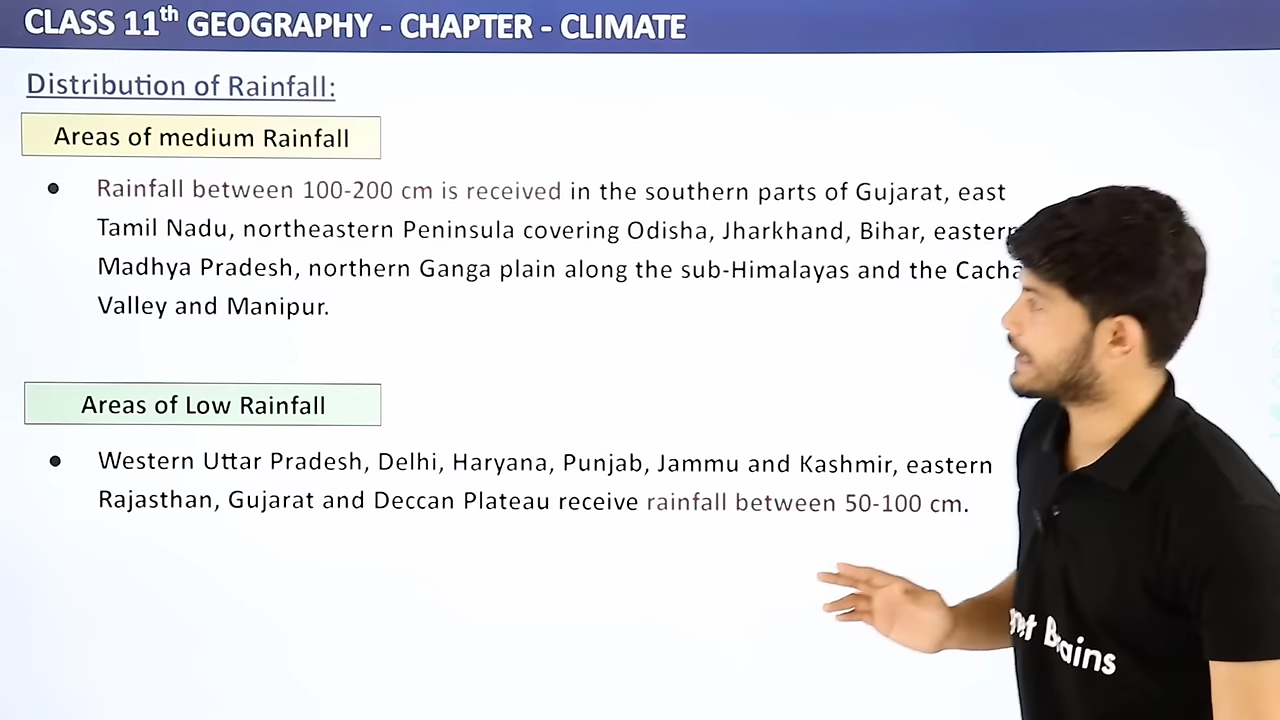 CLASS 11th GEOGRAPHY - CHAPTER - CLIMATE
Distribution of Rainfall:
Areas of medium Rainfall
● Rainfall between 100-200 cm is received in the southern parts of Gujarat, east
Tamil Nadu, northeastern Peninsula covering Odisha, Jharkhand, Bihar, eastern
Madhya Pradesh, northern Ganga plain along the sub-Himalayas and the
Valley and Manipur.
Areas of Low Rainfall
● Western Uttar Pradesh, Delhi, Haryana, Punjab, Jammu and Kashmir, eastern
Rajasthan, Gujarat and Deccan Plateau receive rainfall between 50-100 cm.
Brains